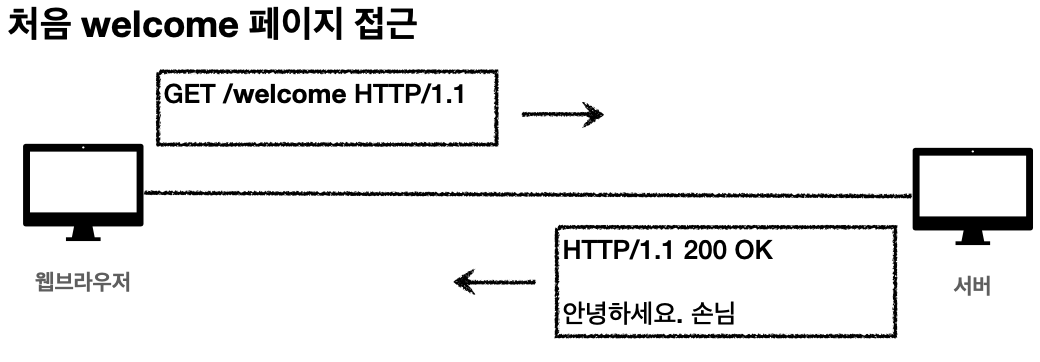 처음 welcome 페이지 접근
GET /welcome HTTP/1.1
웹브라우저
HTTP/1.1 200 OK
안녕하세요. 손님
서버